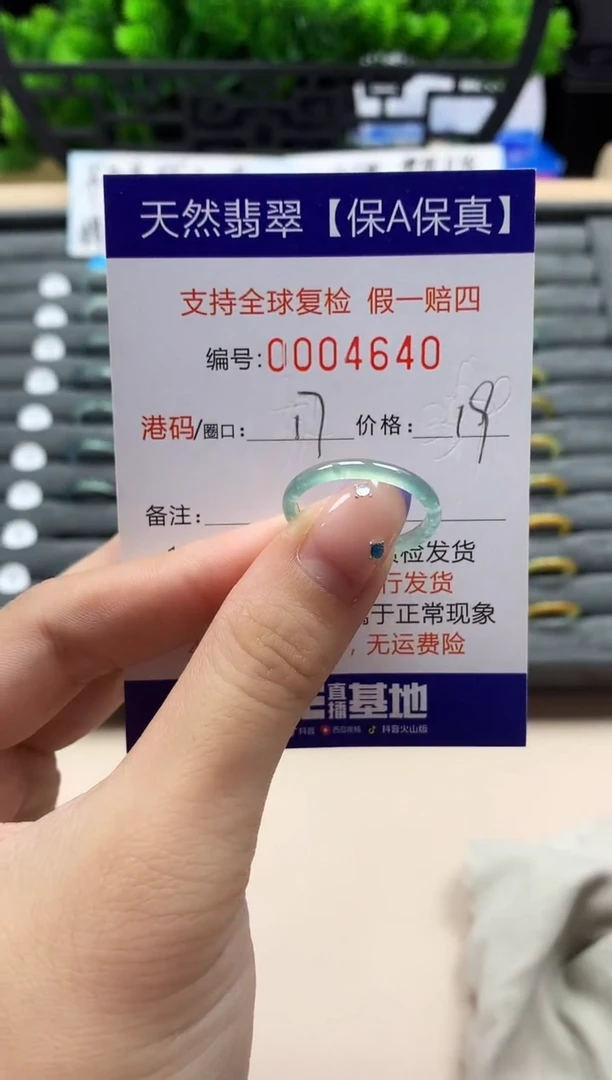 天然翡翠【保A保真】
支持全球复检 假一赔四
编号:0004640
港码/圈口: 17 价格: 19
备注:
检发货
行发货
于正常现象
，无运费险
直播基地
抖音 西瓜视频 抖音火山版